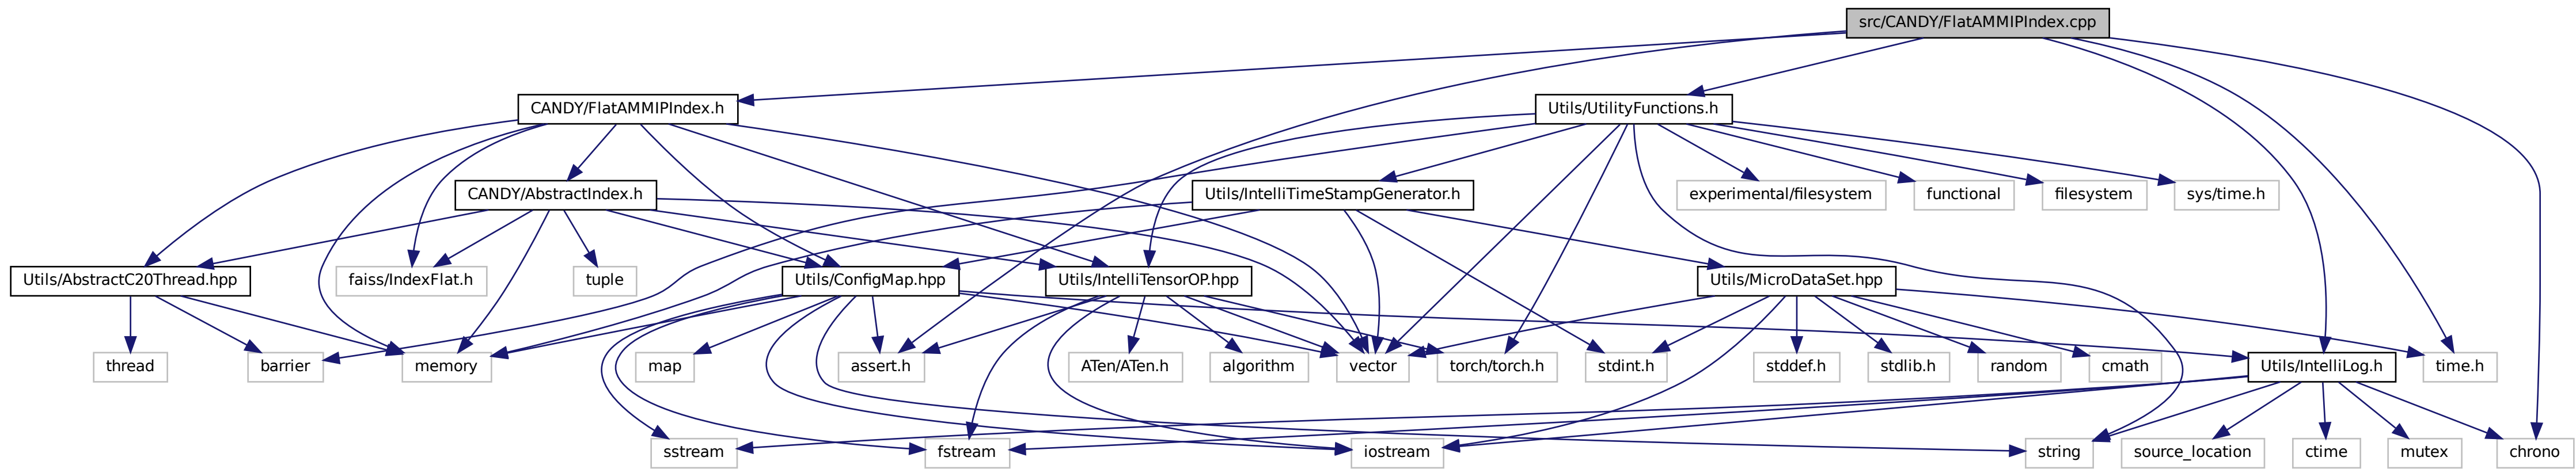 src/CANDY/FlatAMMIPIndex.cpp
CANDY/FlatAMMIPIndex.h
Utils/UtilityFunctions.h
CANDY/AbstractIndex.h
Utils/IntelliTimeStampGenerator.h
experimental/filesystem
functional
filesystem
sys/time.h
Utils/AbstractC20Thread.hpp
faiss/IndexFlat.h
tuple
Utils/ConfigMap.hpp
Utils/IntelliTensorOP.hpp
Utils/MicroDataSet.hpp
thread
barrier
memory
map
assert.h
ATen/ATen.h
algorithm
vector
torch/torch.h
stdint.h
stddef.h
stdlib.h
random
cmath
Utils/IntelliLog.h
time.h
sstream
fstream
iostream
string
source_location
ctime
mutex
chrono